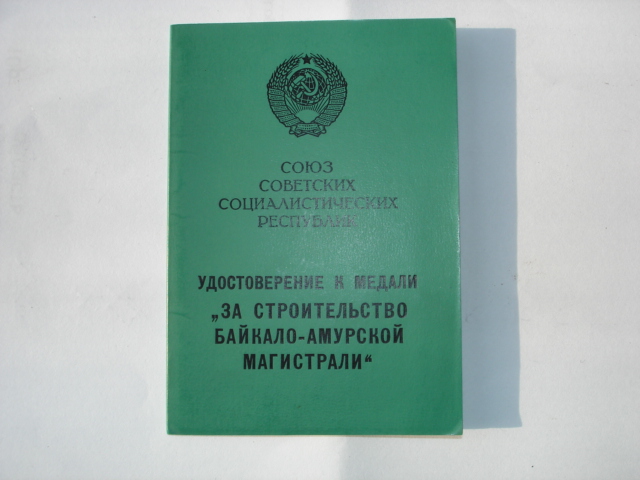 СОЮЗ
СОВЕТСКИХ
СОЦИАЛИСТИЧЕСКИХ
РЕСПУБЛИК
УДОСТОВЕРЕНИЕ К МЕДАЛИ
„ЗА СТРОИТЕЛЬСТВО
БАЙКАЛО-АМУРСКОЙ
МАГИСТРАЛИ“